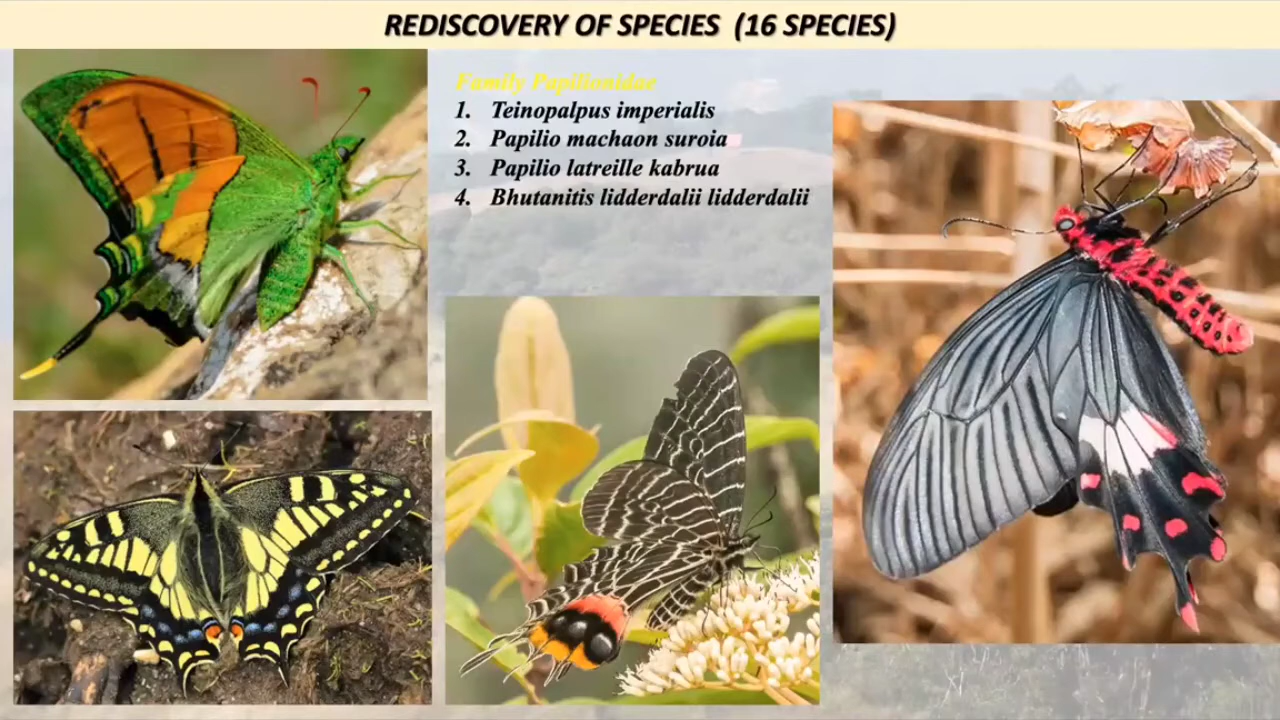 REDISCOVERY OF SPECIES (16 SPECIES)
Family Papilionidae
1. Teinopalpus imperialis
2. Papilio machaon suroia
3. Papilio latreille kabrua
4. Bhutanitis lidderdalii lidderdalii